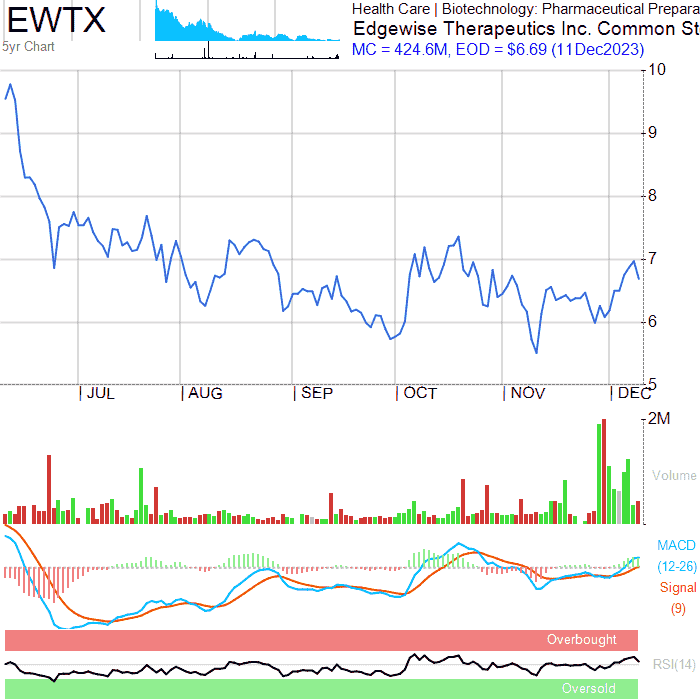 EWTX
5yr Chart
Health Care | Biotechnology: Pharmaceutical Prepara
Edgewise Therapeutics Inc. Common St
MC = 424.6M, EOD = $6.69 (11Dec2023)
10
9
8
7
6
5
| JUL | AUG | SEP | OCT | NOV | DEC
2M
Volume
MACD
(12-26)
Signal
(9)
Overbought
RSI(14)
Oversold